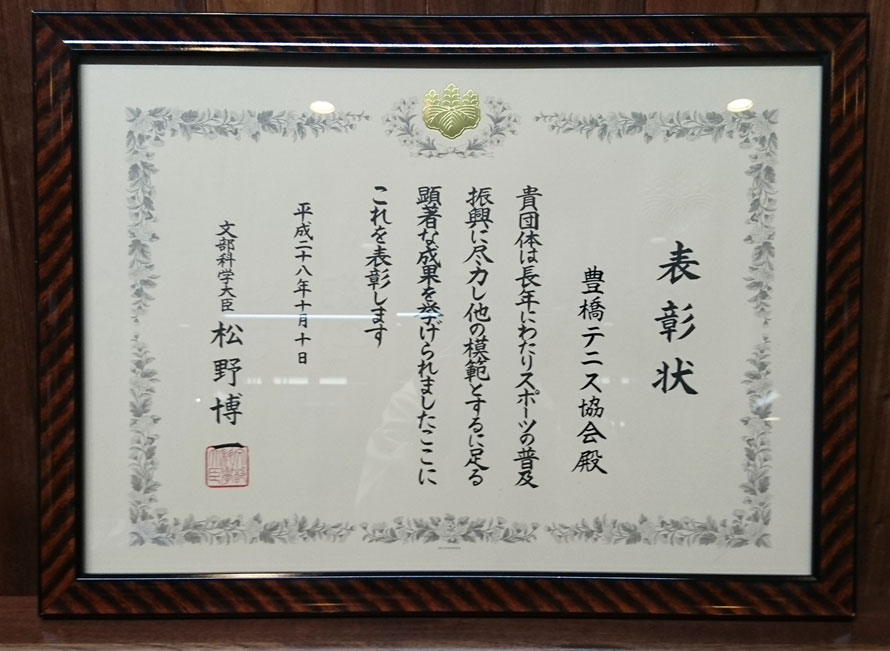 表彰状
豊橋テニス協会殿
貴団体は長年にわたりスポーツの普及
振興に尽力し他の模範とするに足る
顕著な成果を挙げられましたここに
これを表彰します
平成二十八年十月十日
文部科学大臣 松野博一